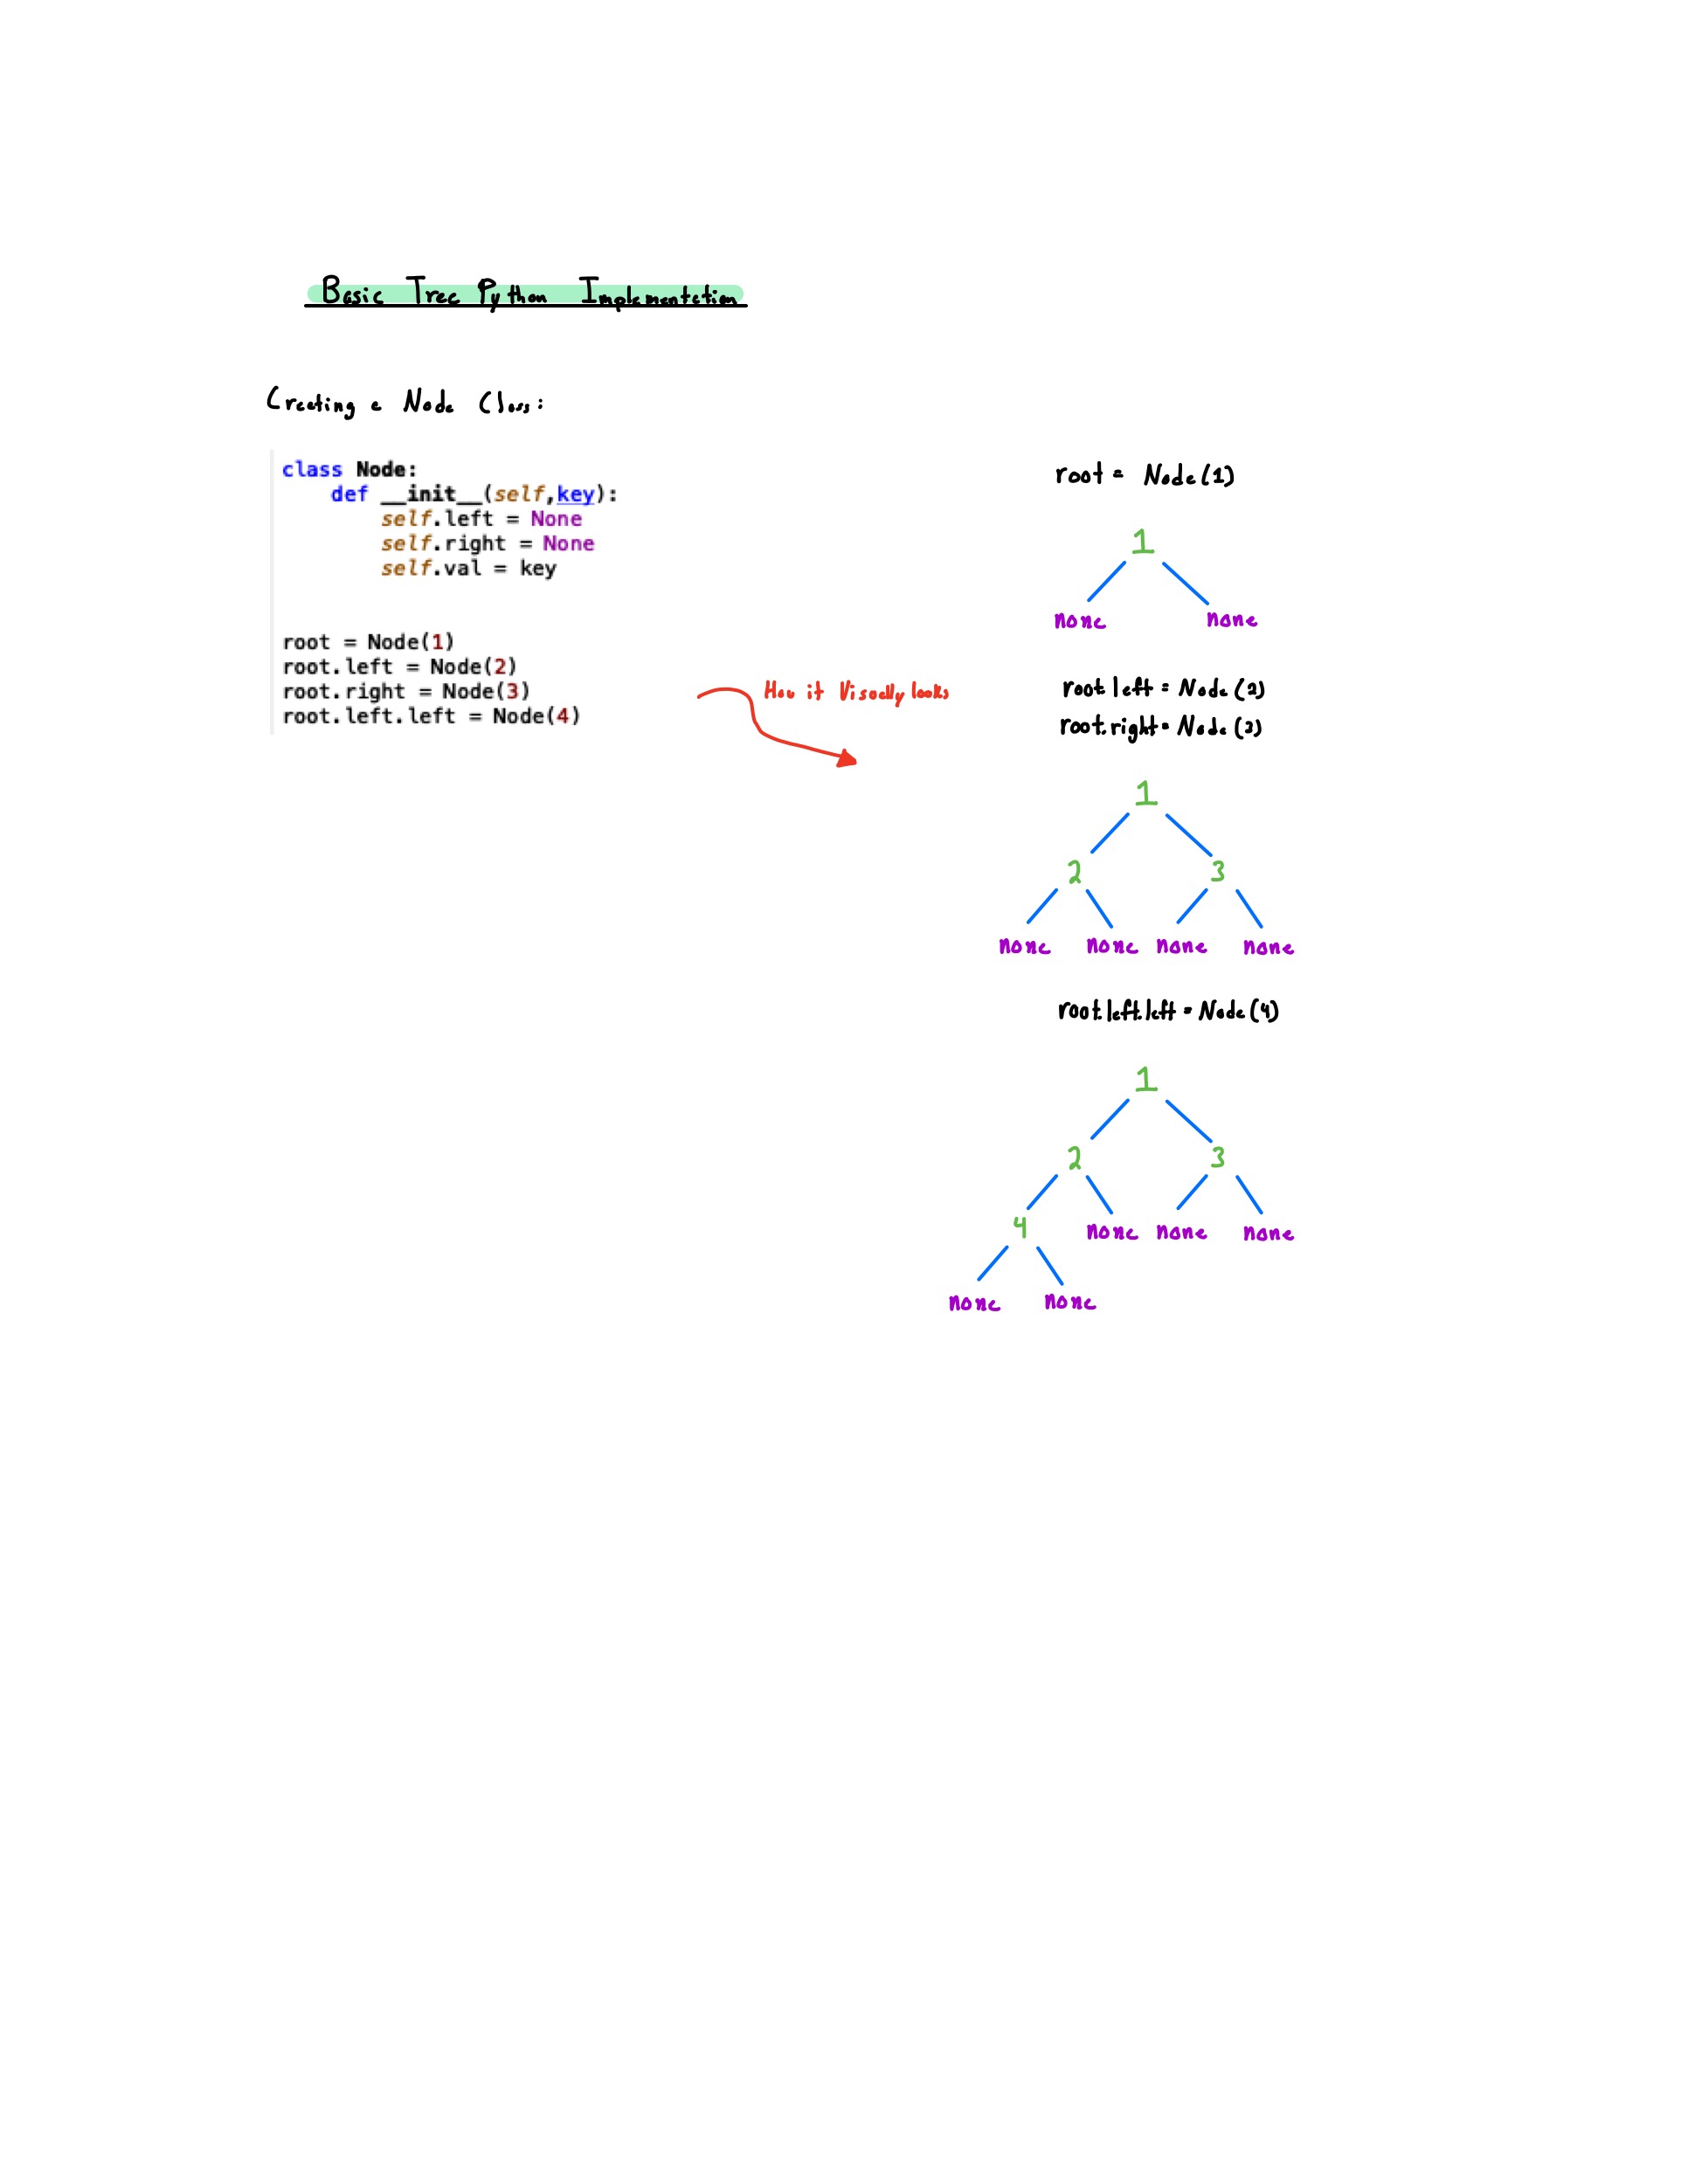 Basic Tree Python Implementation
Creating a Node Class:
class Node:
    def __init__(self,key):
        self.left = None
        self.right = None
        self.val = key
root = Node(1)
root.left = Node(2)
root.right = Node(3)
root.left.left = Node(4)
How it Visually looks
root = Node(1)
1
none none
root.left = Node(2)
root.right = Node(3)
1
2 3
none none none none
root.left.left = Node(4)
1
2 3
4 none none none
none none